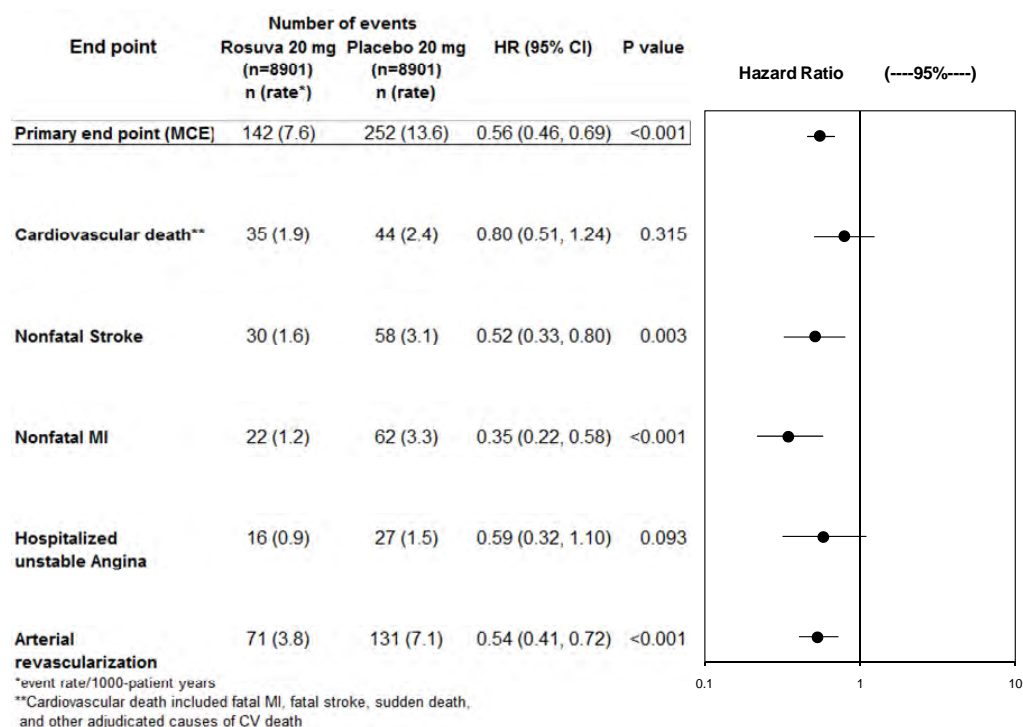 Number of events
End point Rosuva 20 mg Placebo 20 mg HR (95% CI) P value
(n=8901) (n=8901)
n (rate*) n (rate)
Hazard Ratio (----95%----)
Primary end point (MCE) 142 (7.6) 252 (13.6) 0.56 (0.46, 0.69) <0.001
Cardiovascular death** 35 (1.9) 44 (2.4) 0.80 (0.51, 1.24) 0.315
Nonfatal Stroke 30 (1.6) 58 (3.1) 0.52 (0.33, 0.80) 0.003
Nonfatal MI 22 (1.2) 62 (3.3) 0.35 (0.22, 0.58) <0.001
Hospitalized 16 (0.9) 27 (1.5) 0.59 (0.32, 1.10) 0.093
unstable Angina
Arterial 71 (3.8) 131 (7.1) 0.54 (0.41, 0.72) <0.001
revascularization
*event rate/1000-patient years
**Cardiovascular death included fatal MI, fatal stroke, sudden death,
and other adjudicated causes of CV death
0.1 1 10